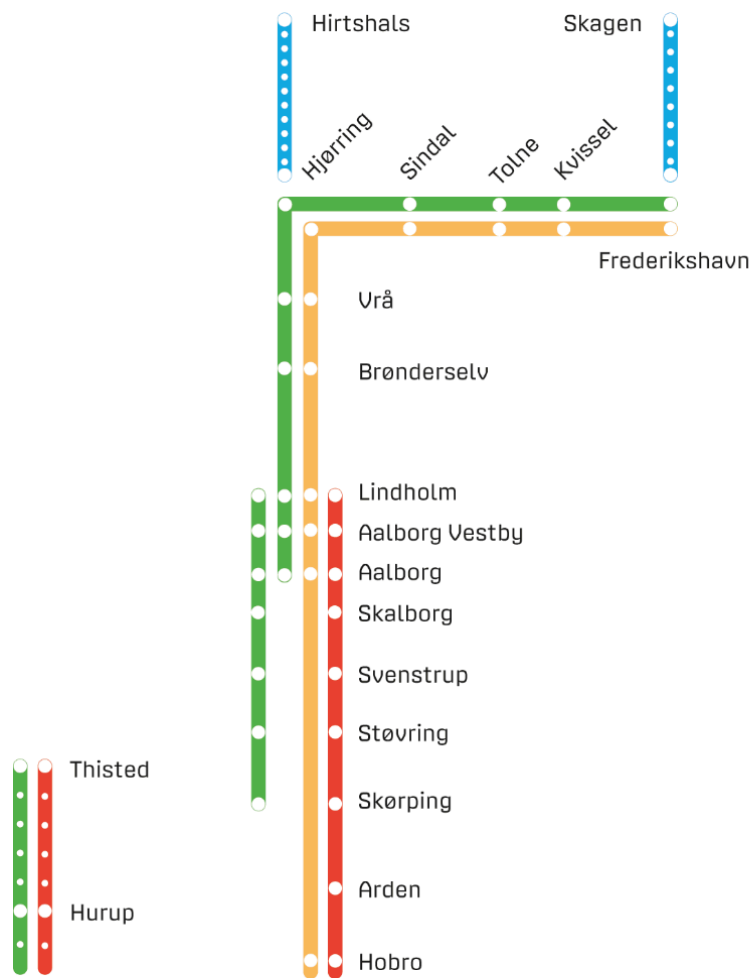 Hirtshals
Skagen
Hjørring
Sindal
Tolne
Kvissel
Frederikshavn
Vrå
Brønderselv
Lindholm
Aalborg Vestby
Aalborg
Skalborg
Svenstrup
Støvring
Thisted
Skørping
Arden
Hurup
Hobro